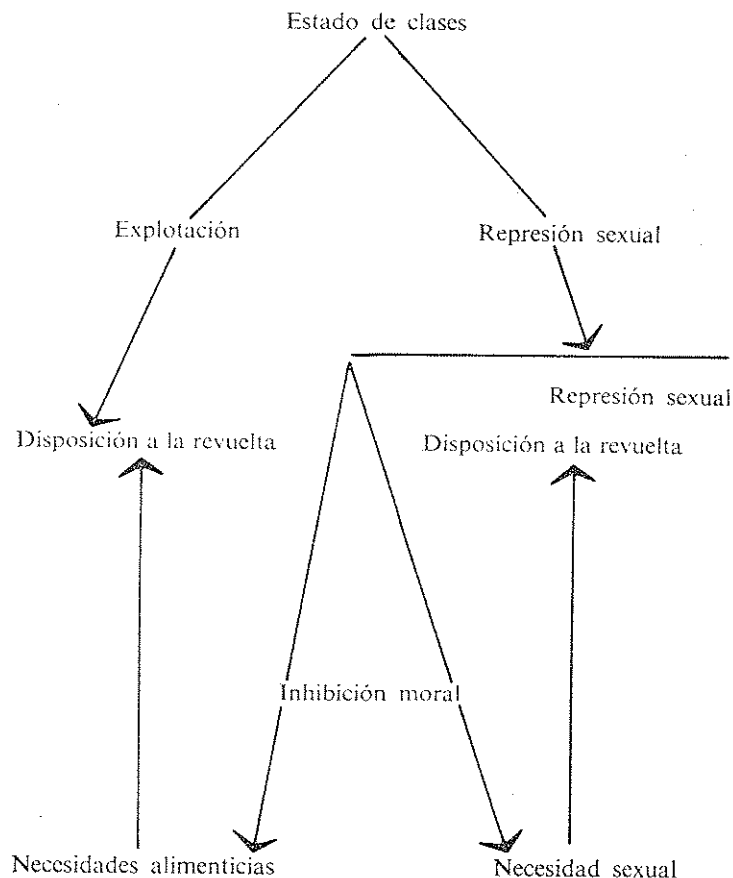 Estado de clases
Explotación
Represión sexual
Represión sexual
Disposición a la revuelta
Disposición a la revuelta
Inhibición moral
Necesidades alimenticias
Necesidad sexual